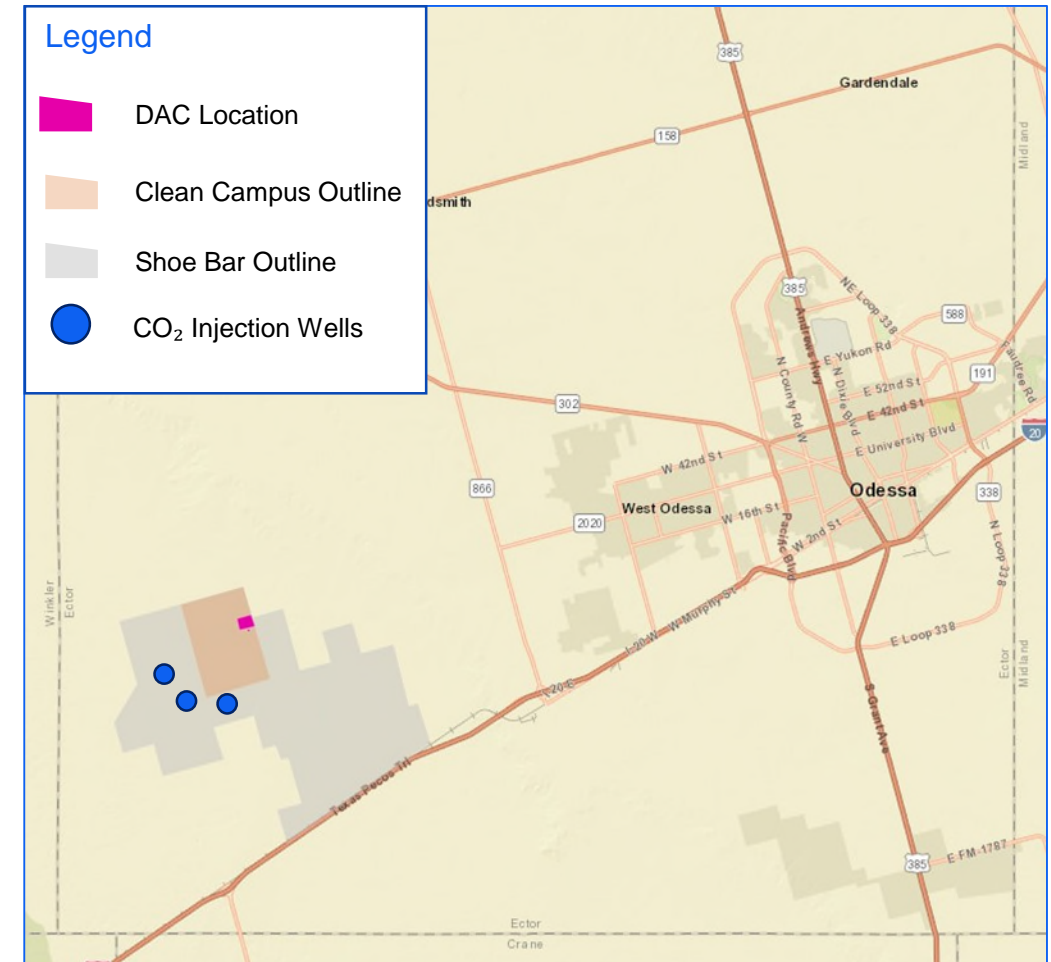 Legend
DAC Location
Clean Campus Outline
Shoe Bar Outline
CO₂ Injection Wells
385
Gardendale
158
Midland
dsmith
385
NE Loop 338
588
Andrews Hwy
E Yukon Rd
Faudree Rd
N County Rd W
N Dixie Blvd
191
E 52nd St
302
E 42nd St
20
E University Blvd
W 42nd St
866
Odessa
338
West Odessa
W 16th St
2020
Pacific Blvd
W 2nd St
N Loop 338
Winkler
Ector
I-20 W
W Murphy St
E Loop 338
Ector
Midland
I-20 E
S Grant Ave
Texas Pecos Trl
385
E FM-1787
Ector
Crane